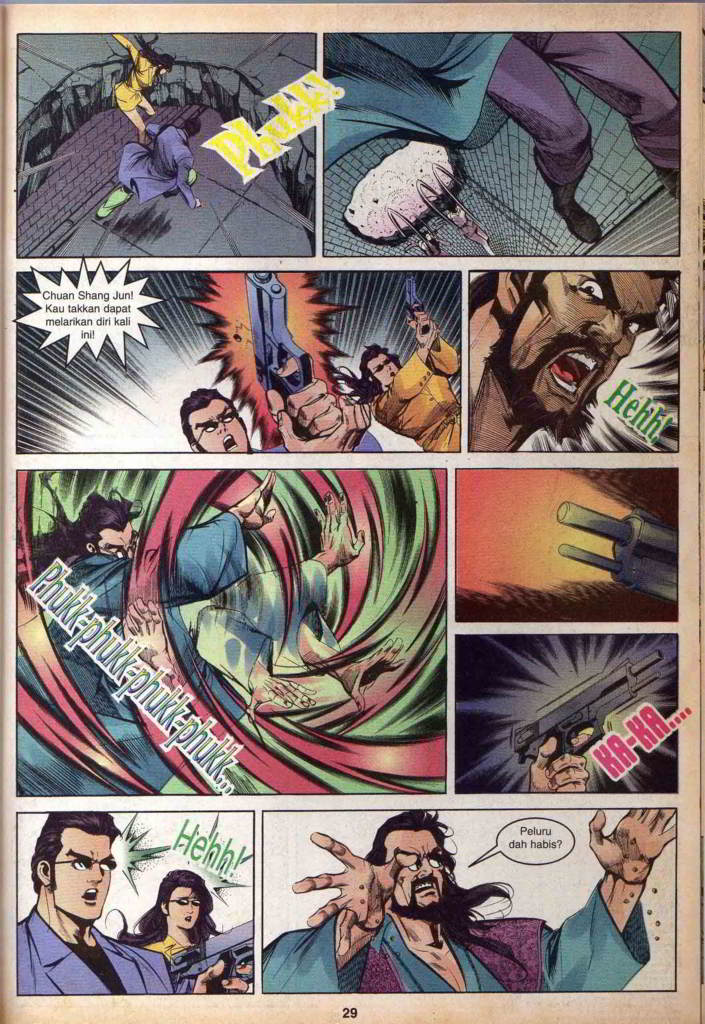 Phukk!
Chuan Shang Jun!
Kau takkan dapat
melarikan diri kali
ini!
Hehh!
Phukk-phukk-phukk-phukk...
KA-KA....
Hehh!
Peluru
dah habis?
29